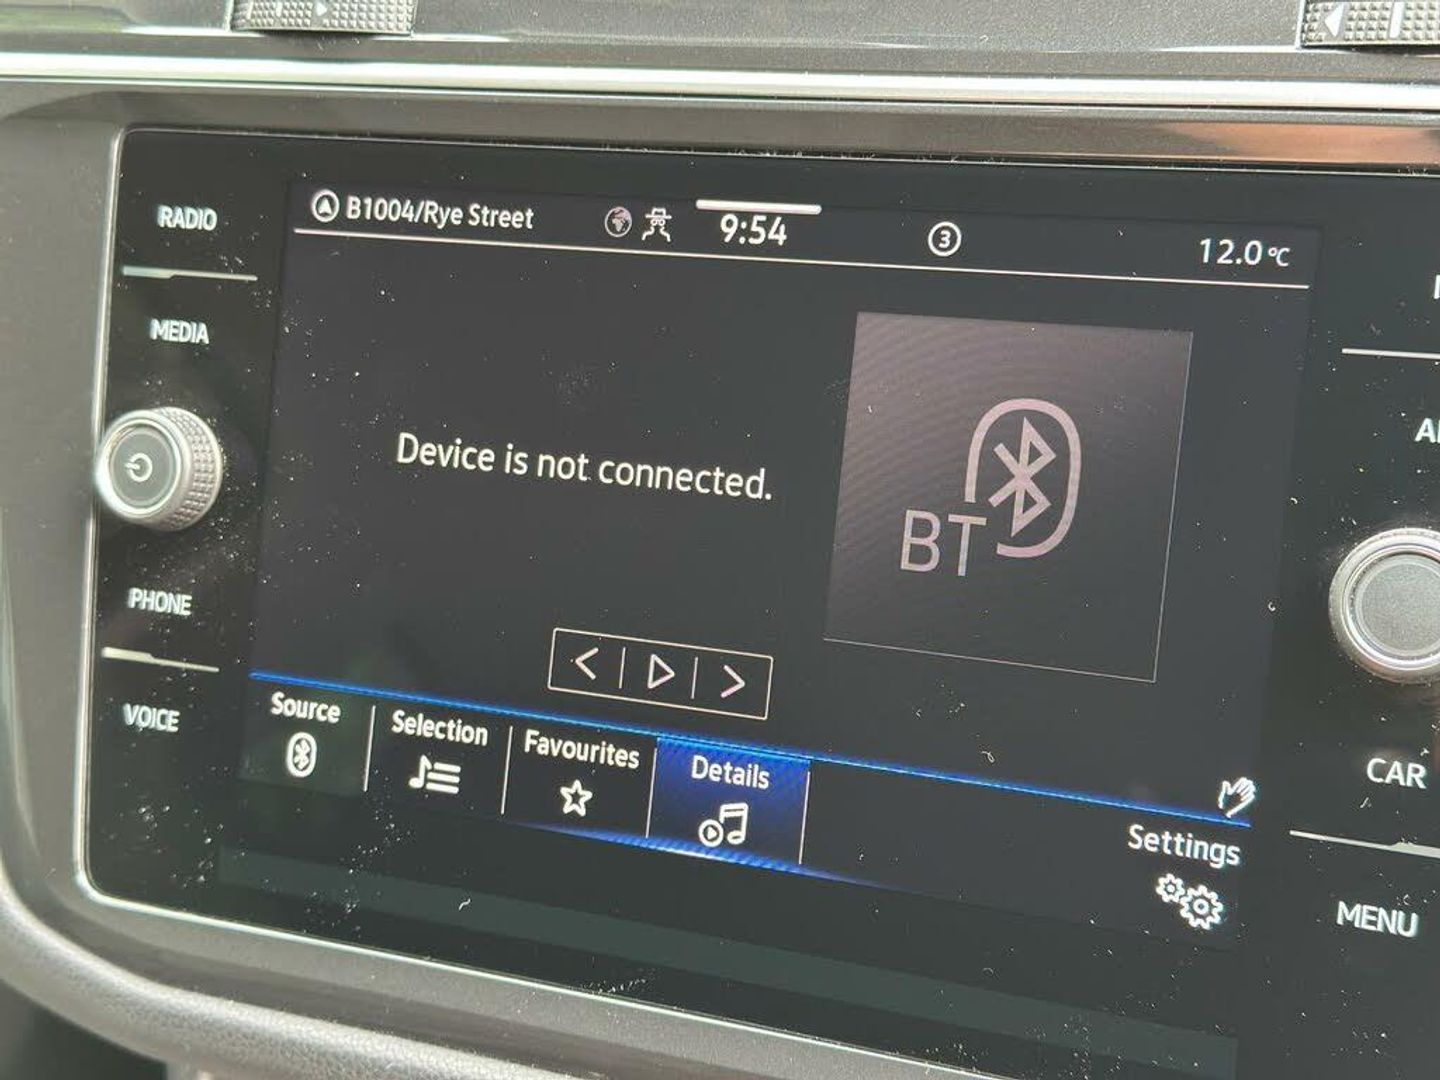 RADIO
MEDIA
PHONE
VOICE
B1004/Rye Street
9:54
3
12.0°C
Device is not connected.
BT
Source
Selection
Favourites
Details
Settings
CAR
MENU